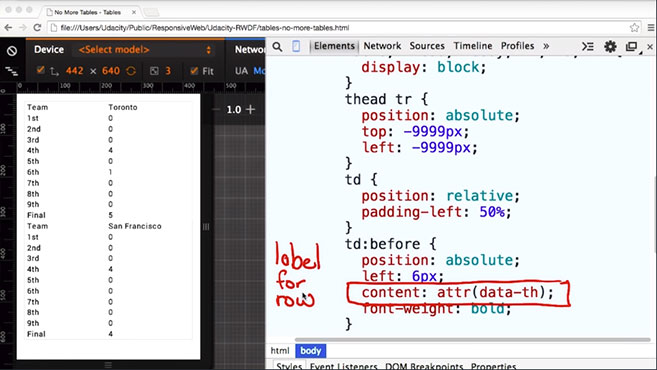 No More Tables - Tables
file:///Users/Udacity/Public/ResponsiveWeb/Udacity-RWDF/tables-no-more-tables.html
Device <Select model> Network
442 × 640 3 Fit UA Mo
Elements Network Sources Timeline Profiles »
0 100 200 300 400
- 1.0 +
Team Toronto
1st 0
2nd 0
3rd 0
4th 4
5th 0
6th 1
7th 0
8th 0
9th 0
Final 5
Team San Francisco
1st 0
2nd 0
3rd 0
4th 4
5th 0
6th 0
7th 0
8th 0
9th 0
Final 4
display: block;
}
thead tr {
position: absolute;
top: -9999px;
left: -9999px;
}
td {
position: relative;
padding-left: 50%;
}
td:before {
position: absolute;
left: 6px;
content: attr(data-th);
font-weight: bold;
}
label
for
row
html body
Styles Event Listeners DOM Breakpoints Properties